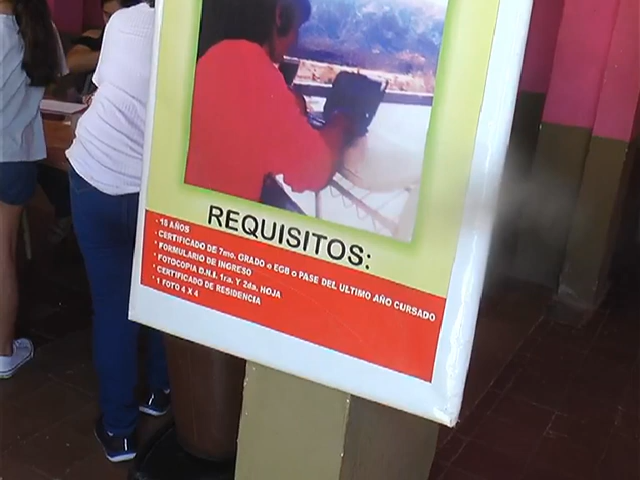 REQUISITOS:
- 18 AÑOS
• CERTIFICADO DE 7mo. GRADO o EGB o PASE DEL ULTIMO AÑO CURSADO
• FORMULARIO DE INGRESO
• FOTOCOPIA D.N.I. 1ra. Y 2da. HOJA
• CERTIFICADO DE RESIDENCIA
• 1 FOTO 4 X 4